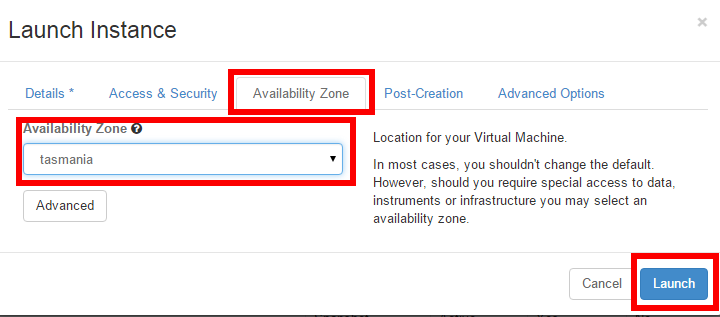 Launch Instance
×
Details *
Access & Security
Availability Zone
Post-Creation
Advanced Options
Availability Zone
tasmania
Advanced
Location for your Virtual Machine.
In most cases, you shouldn't change the default.
However, should you require special access to data,
instruments or infrastructure you may select an
availability zone.
Cancel
Launch